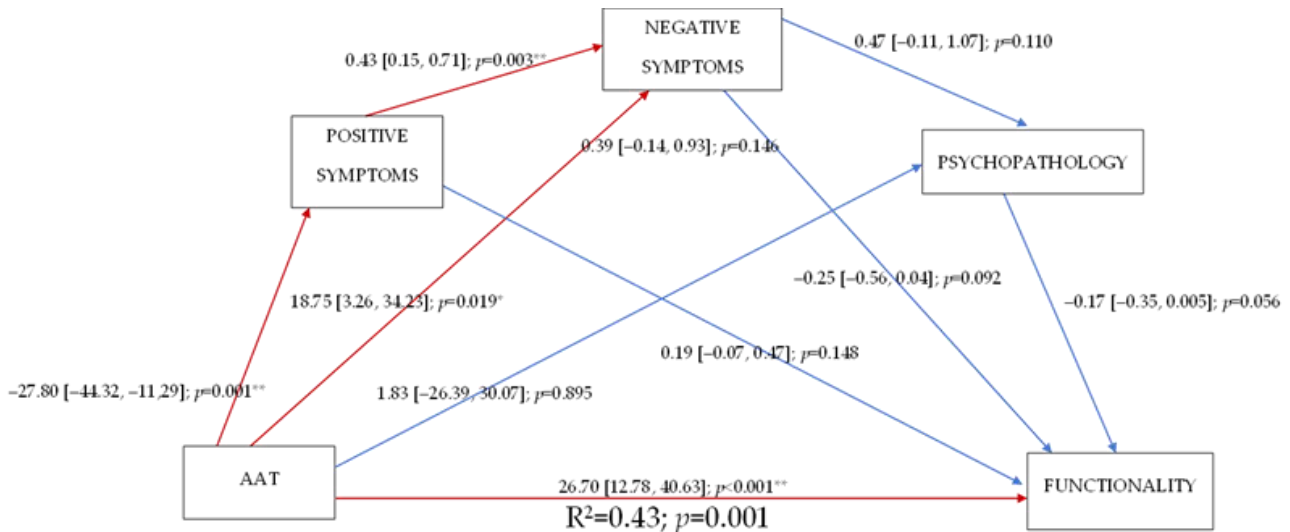 NEGATIVE
SYMPTOMS
0.47 [–0.11, 1.07]; p=0.110
0.43 [0.15, 0.71]; p=0.003**
POSITIVE
SYMPTOMS
0.39 [–0.14, 0.93]; p=0.146
PSYCHOPATHOLOGY
–0.25 [–0.56, 0.04]; p=0.092
18.75 [3.26, 34.23]; p=0.019*
–0.17 [–0.35, 0.005]; p=0.056
0.19 [–0.07, 0.47]; p=0.148
–27.80 [–44.32, –11,29]; p=0.001**
1.83 [–26.39, 30.07]; p=0.895
AAT
26.70 [12.78, 40.63]; p<0.001**
FUNCTIONALITY
R²=0.43; p=0.001